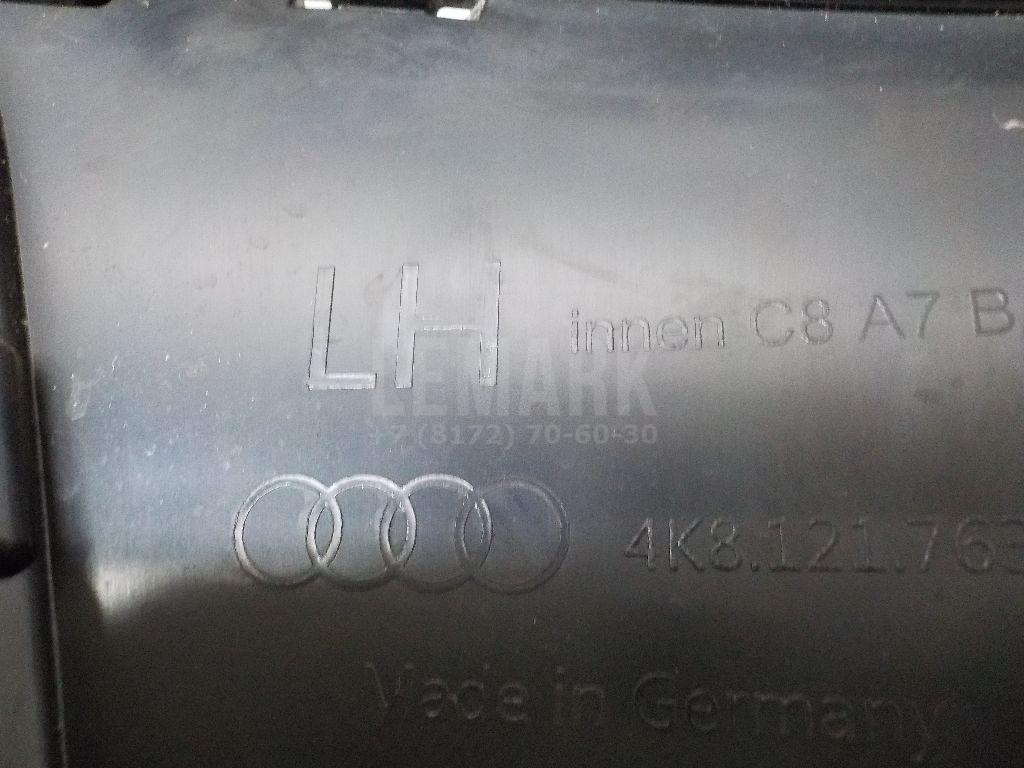 LH innen C8 A7 B
LEMARK
+7 (8172) 70-60-30
4K8.121.763
Made in Germany